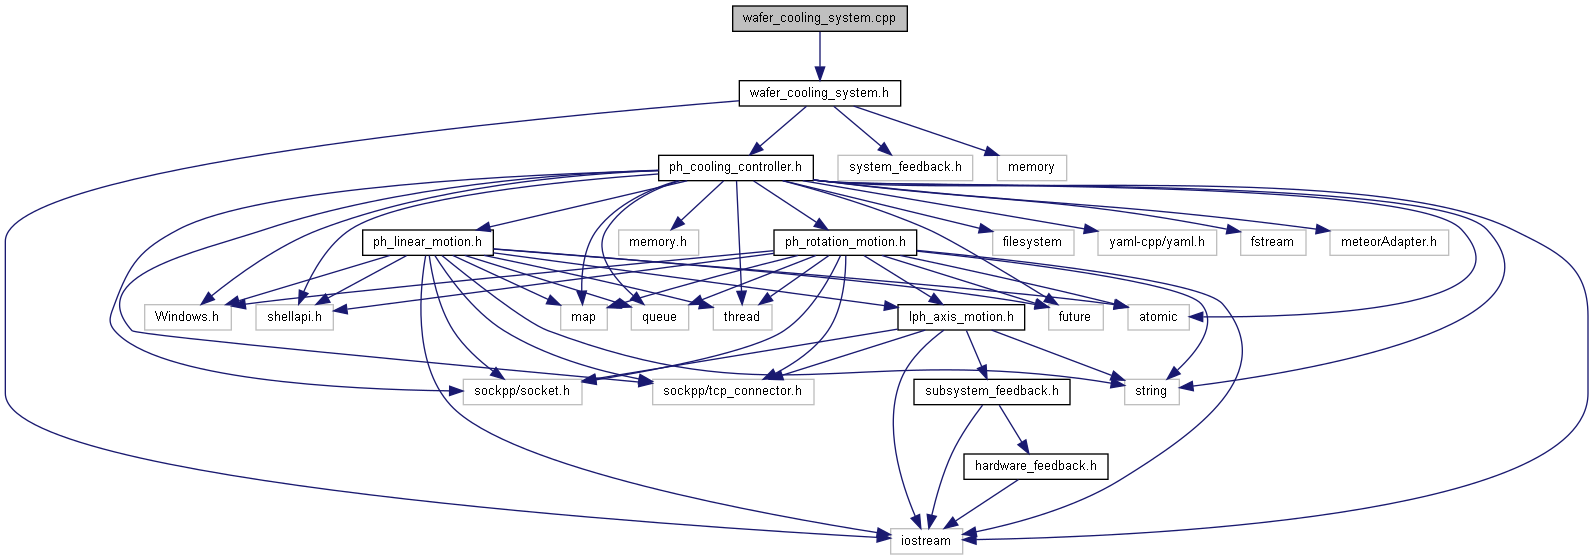 wafer_cooling_system.cpp
wafer_cooling_system.h
ph_cooling_controller.h
system_feedback.h
memory
ph_linear_motion.h
memory.h
ph_rotation_motion.h
filesystem
yaml-cpp/yaml.h
fstream
meteorAdapter.h
Windows.h
shellapi.h
map
queue
thread
lph_axis_motion.h
future
atomic
sockpp/socket.h
sockpp/tcp_connector.h
subsystem_feedback.h
string
hardware_feedback.h
iostream